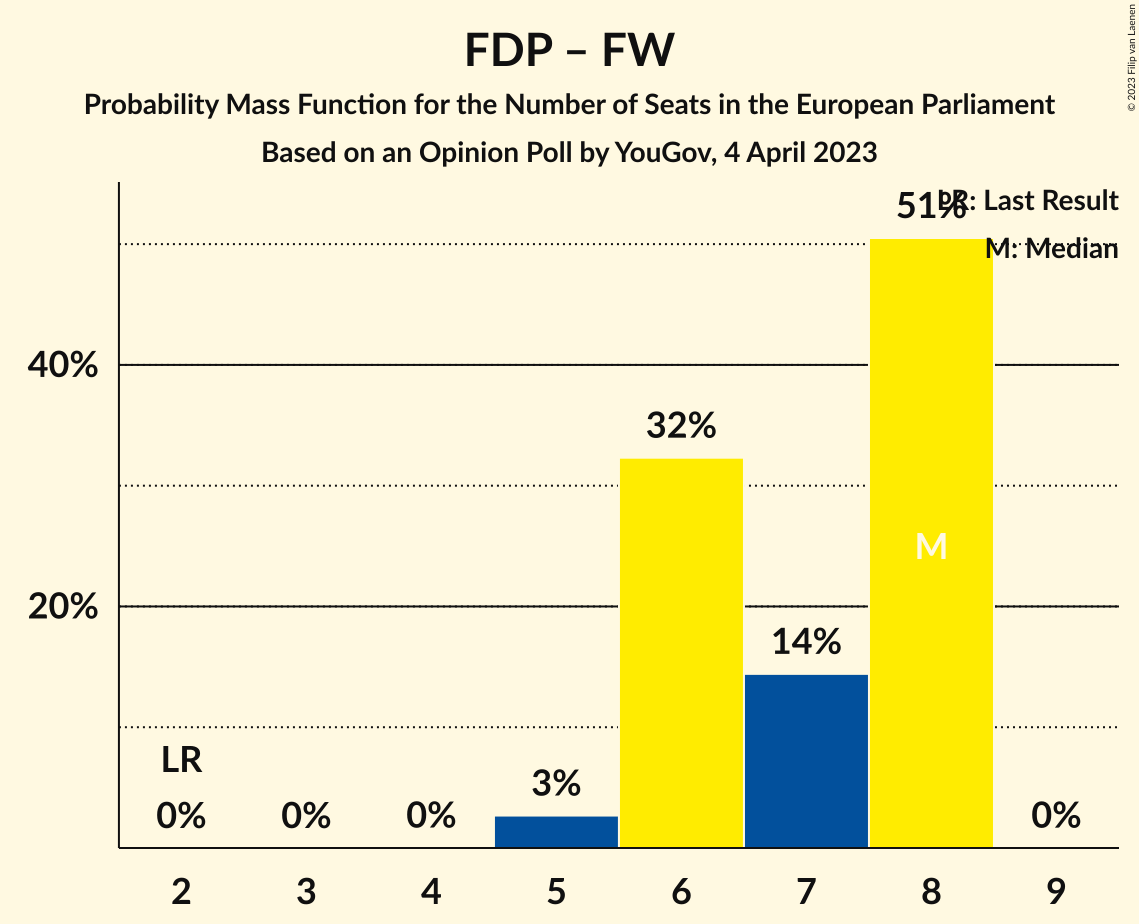 FDP – FW
Probability Mass Function for the Number of Seats in the European Parliament
Based on an Opinion Poll by YouGov, 4 April 2023
© 2023 Filip van Laenen
LR: Last Result
M: Median
51%
40%
32%
M
20%
14%
LR
3%
0% 0% 0% 0%
2 3 4 5 6 7 8 9